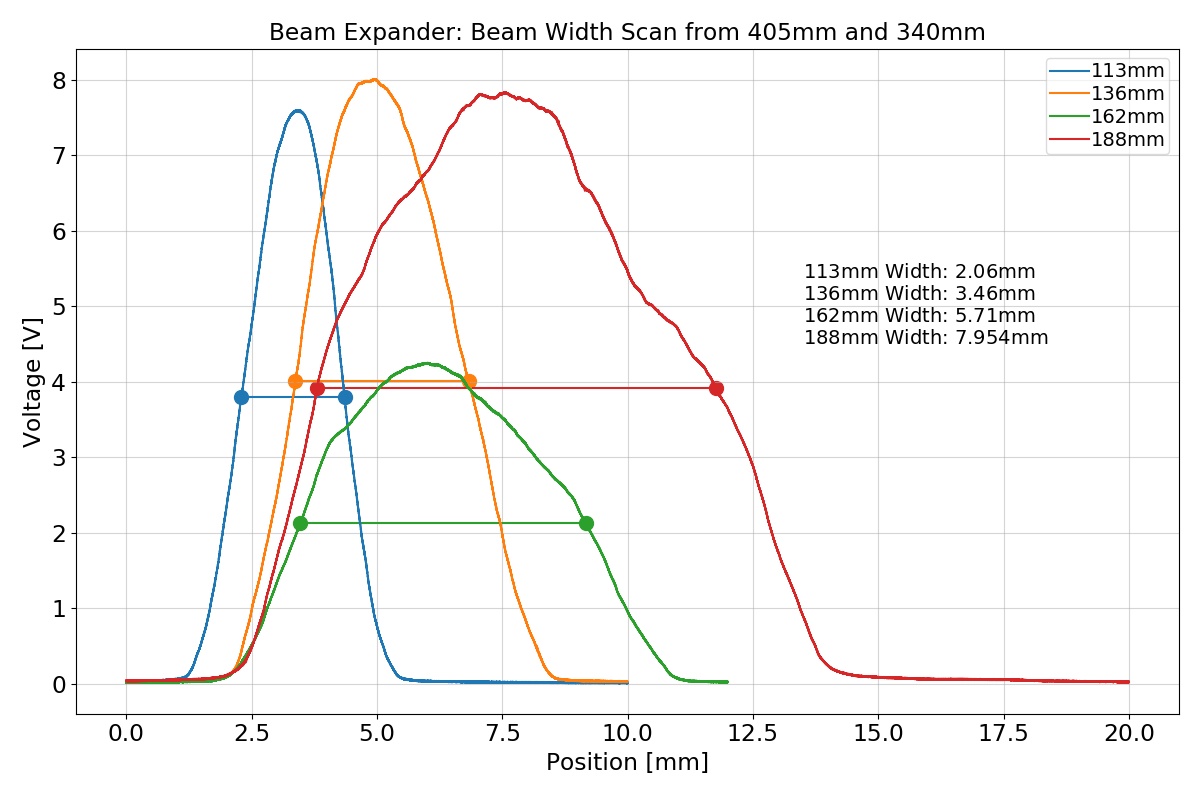 Beam Expander: Beam Width Scan from 405mm and 340mm
113mm
136mm
162mm
188mm
8
7
6
5
4
3
2
1
0
Voltage [V]
113mm Width: 2.06mm
136mm Width: 3.46mm
162mm Width: 5.71mm
188mm Width: 7.954mm
0.0 2.5 5.0 7.5 10.0 12.5 15.0 17.5 20.0
Position [mm]